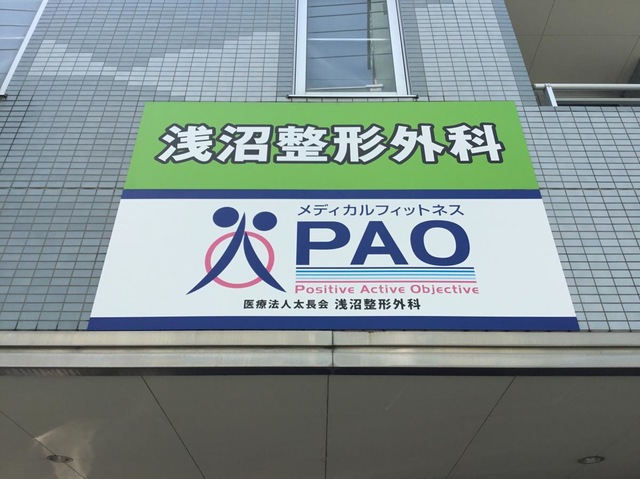 浅沼整形外科
メディカルフィットネス
PAO
Positive Active Objective
医療法人太長会 浅沼整形外科